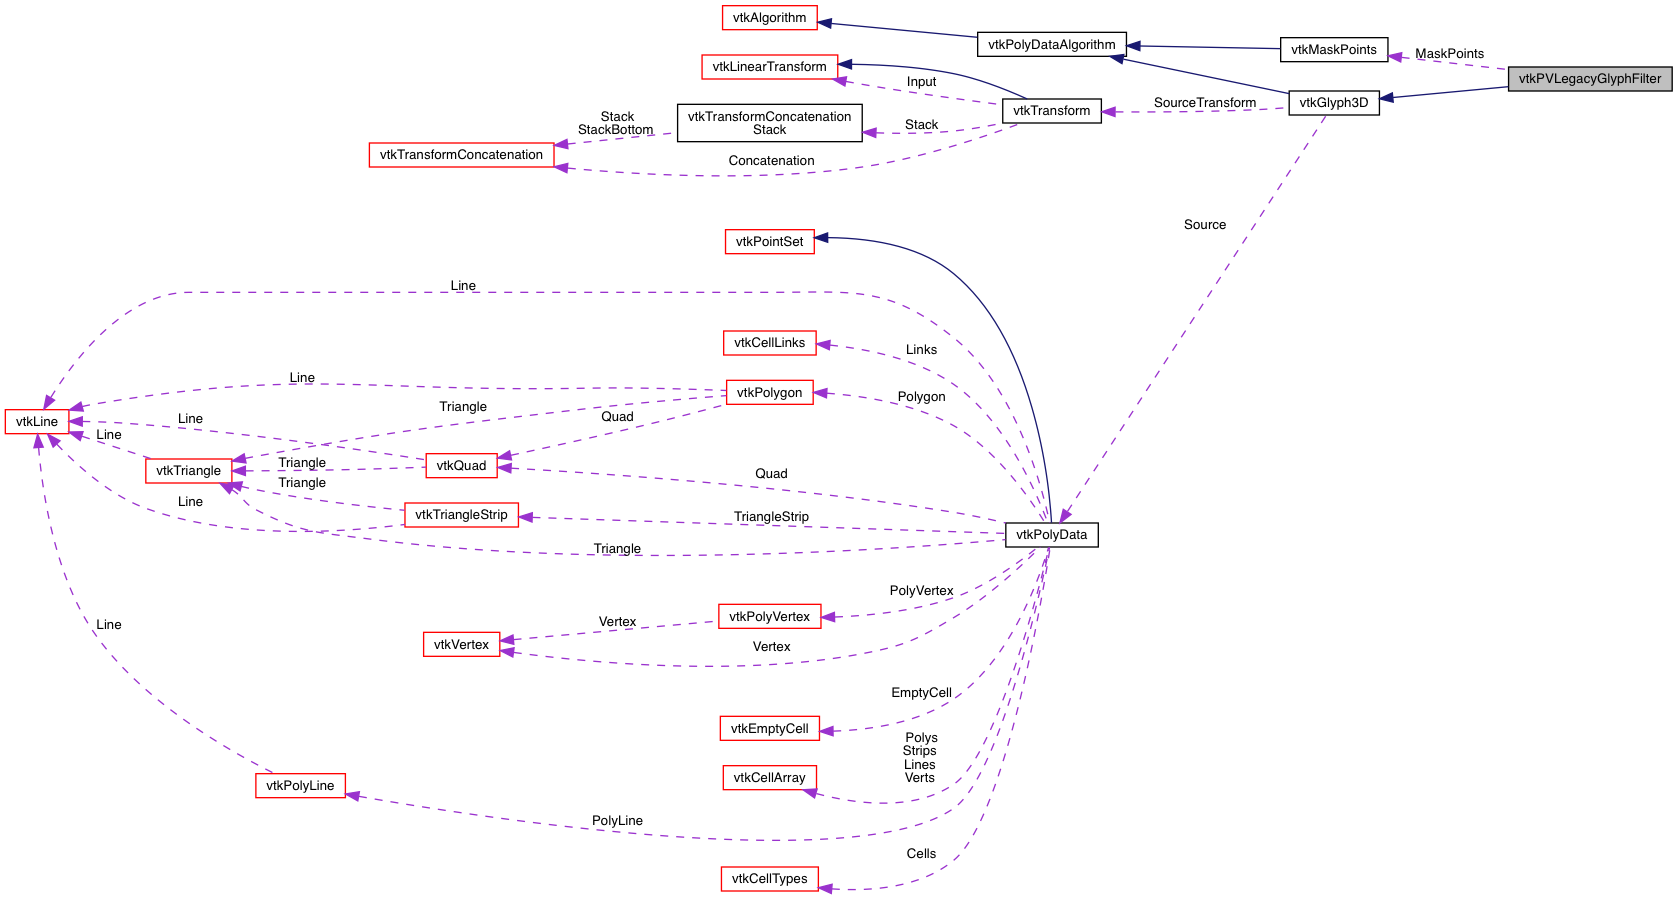 vtkAlgorithm
vtkPolyDataAlgorithm
vtkMaskPoints
MaskPoints
vtkPVLegacyGlyphFilter
vtkLinearTransform
Input
vtkGlyph3D
SourceTransform
vtkTransform
vtkTransformConcatenation
Stack
Stack
Stack
StackBottom
vtkTransformConcatenation
Concatenation
Source
vtkPointSet
Line
vtkCellLinks
Links
Line
vtkPolygon
Polygon
Triangle
Quad
Line
vtkLine
Line
Triangle
vtkQuad
vtkTriangle
Quad
Triangle
Line
vtkTriangleStrip
TriangleStrip
vtkPolyData
Triangle
PolyVertex
vtkPolyVertex
Vertex
Line
vtkVertex
Vertex
EmptyCell
vtkEmptyCell
Polys
Strips
Lines
Verts
vtkCellArray
vtkPolyLine
PolyLine
Cells
vtkCellTypes